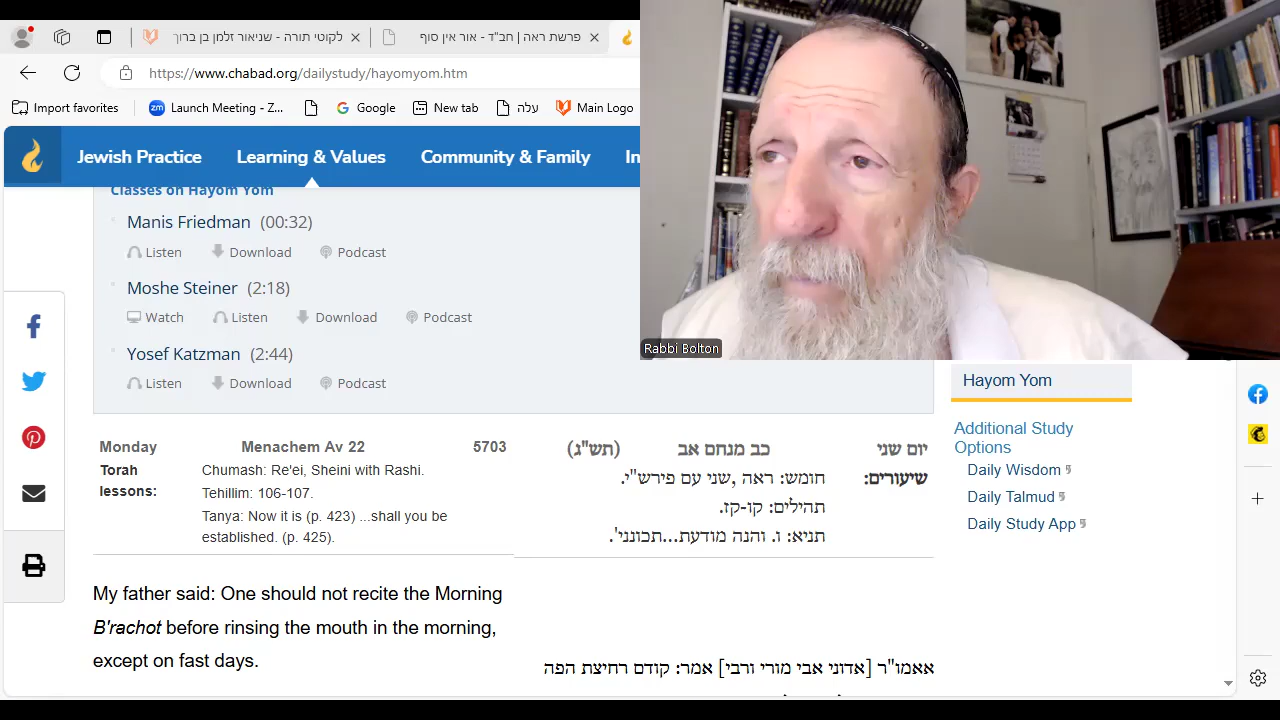 לקוטי תורה - שניאור זלמן בן ברוך
פרשת ראה | חב"ד - אור אין סוף
https://www.chabad.org/dailystudy/hayomyom.htm
Import favorites
Launch Meeting - Z...
Google
New tab
עלה
Main Logo
Jewish Practice
Learning & Values
Community & Family
In
Classes on Hayom Yom
Manis Friedman (00:32)
Listen Download Podcast
Moshe Steiner (2:18)
Watch Listen Download Podcast
Yosef Katzman (2:44)
Listen Download Podcast
Rabbi Bolton
Hayom Yom
Additional Study
Options
Daily Wisdom
Daily Talmud
Daily Study App
Monday Menachem Av 22 5703
Torah
lessons:
Chumash: Re'ei, Sheini with Rashi.
Tehillim: 106-107.
Tanya: Now it is (p. 423) ...shall you be
established. (p. 425).
יום שני כב מנחם אב (תש"ג)
שיעורים: חומש: ראה ,שני עם פירש"י.
תהילים: קו-קז.
תניא: ו. והנה מודעת...תכונני'.
My father said: One should not recite the Morning
B'rachot before rinsing the mouth in the morning,
except on fast days.
אאמו"ר [אדוני אבי מורי ורבי] אמר: קודם רחיצת הפה